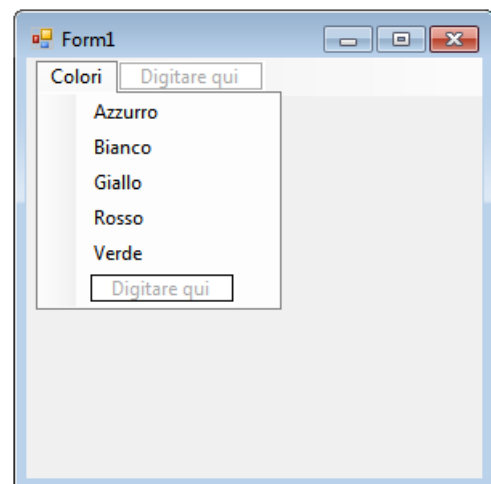 Form1
Colori Digitare qui
Azzurro
Bianco
Giallo
Rosso
Verde
Digitare qui